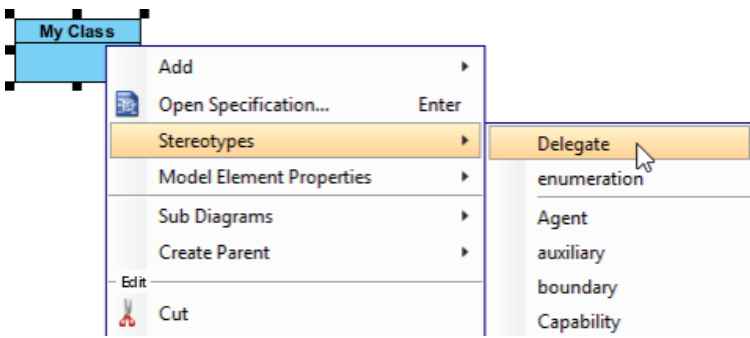 My Class
Add
Open Specification... Enter
Stereotypes
Model Element Properties
Sub Diagrams
Create Parent
Edit
Cut
Delegate
enumeration
Agent
auxiliary
boundary
Capability